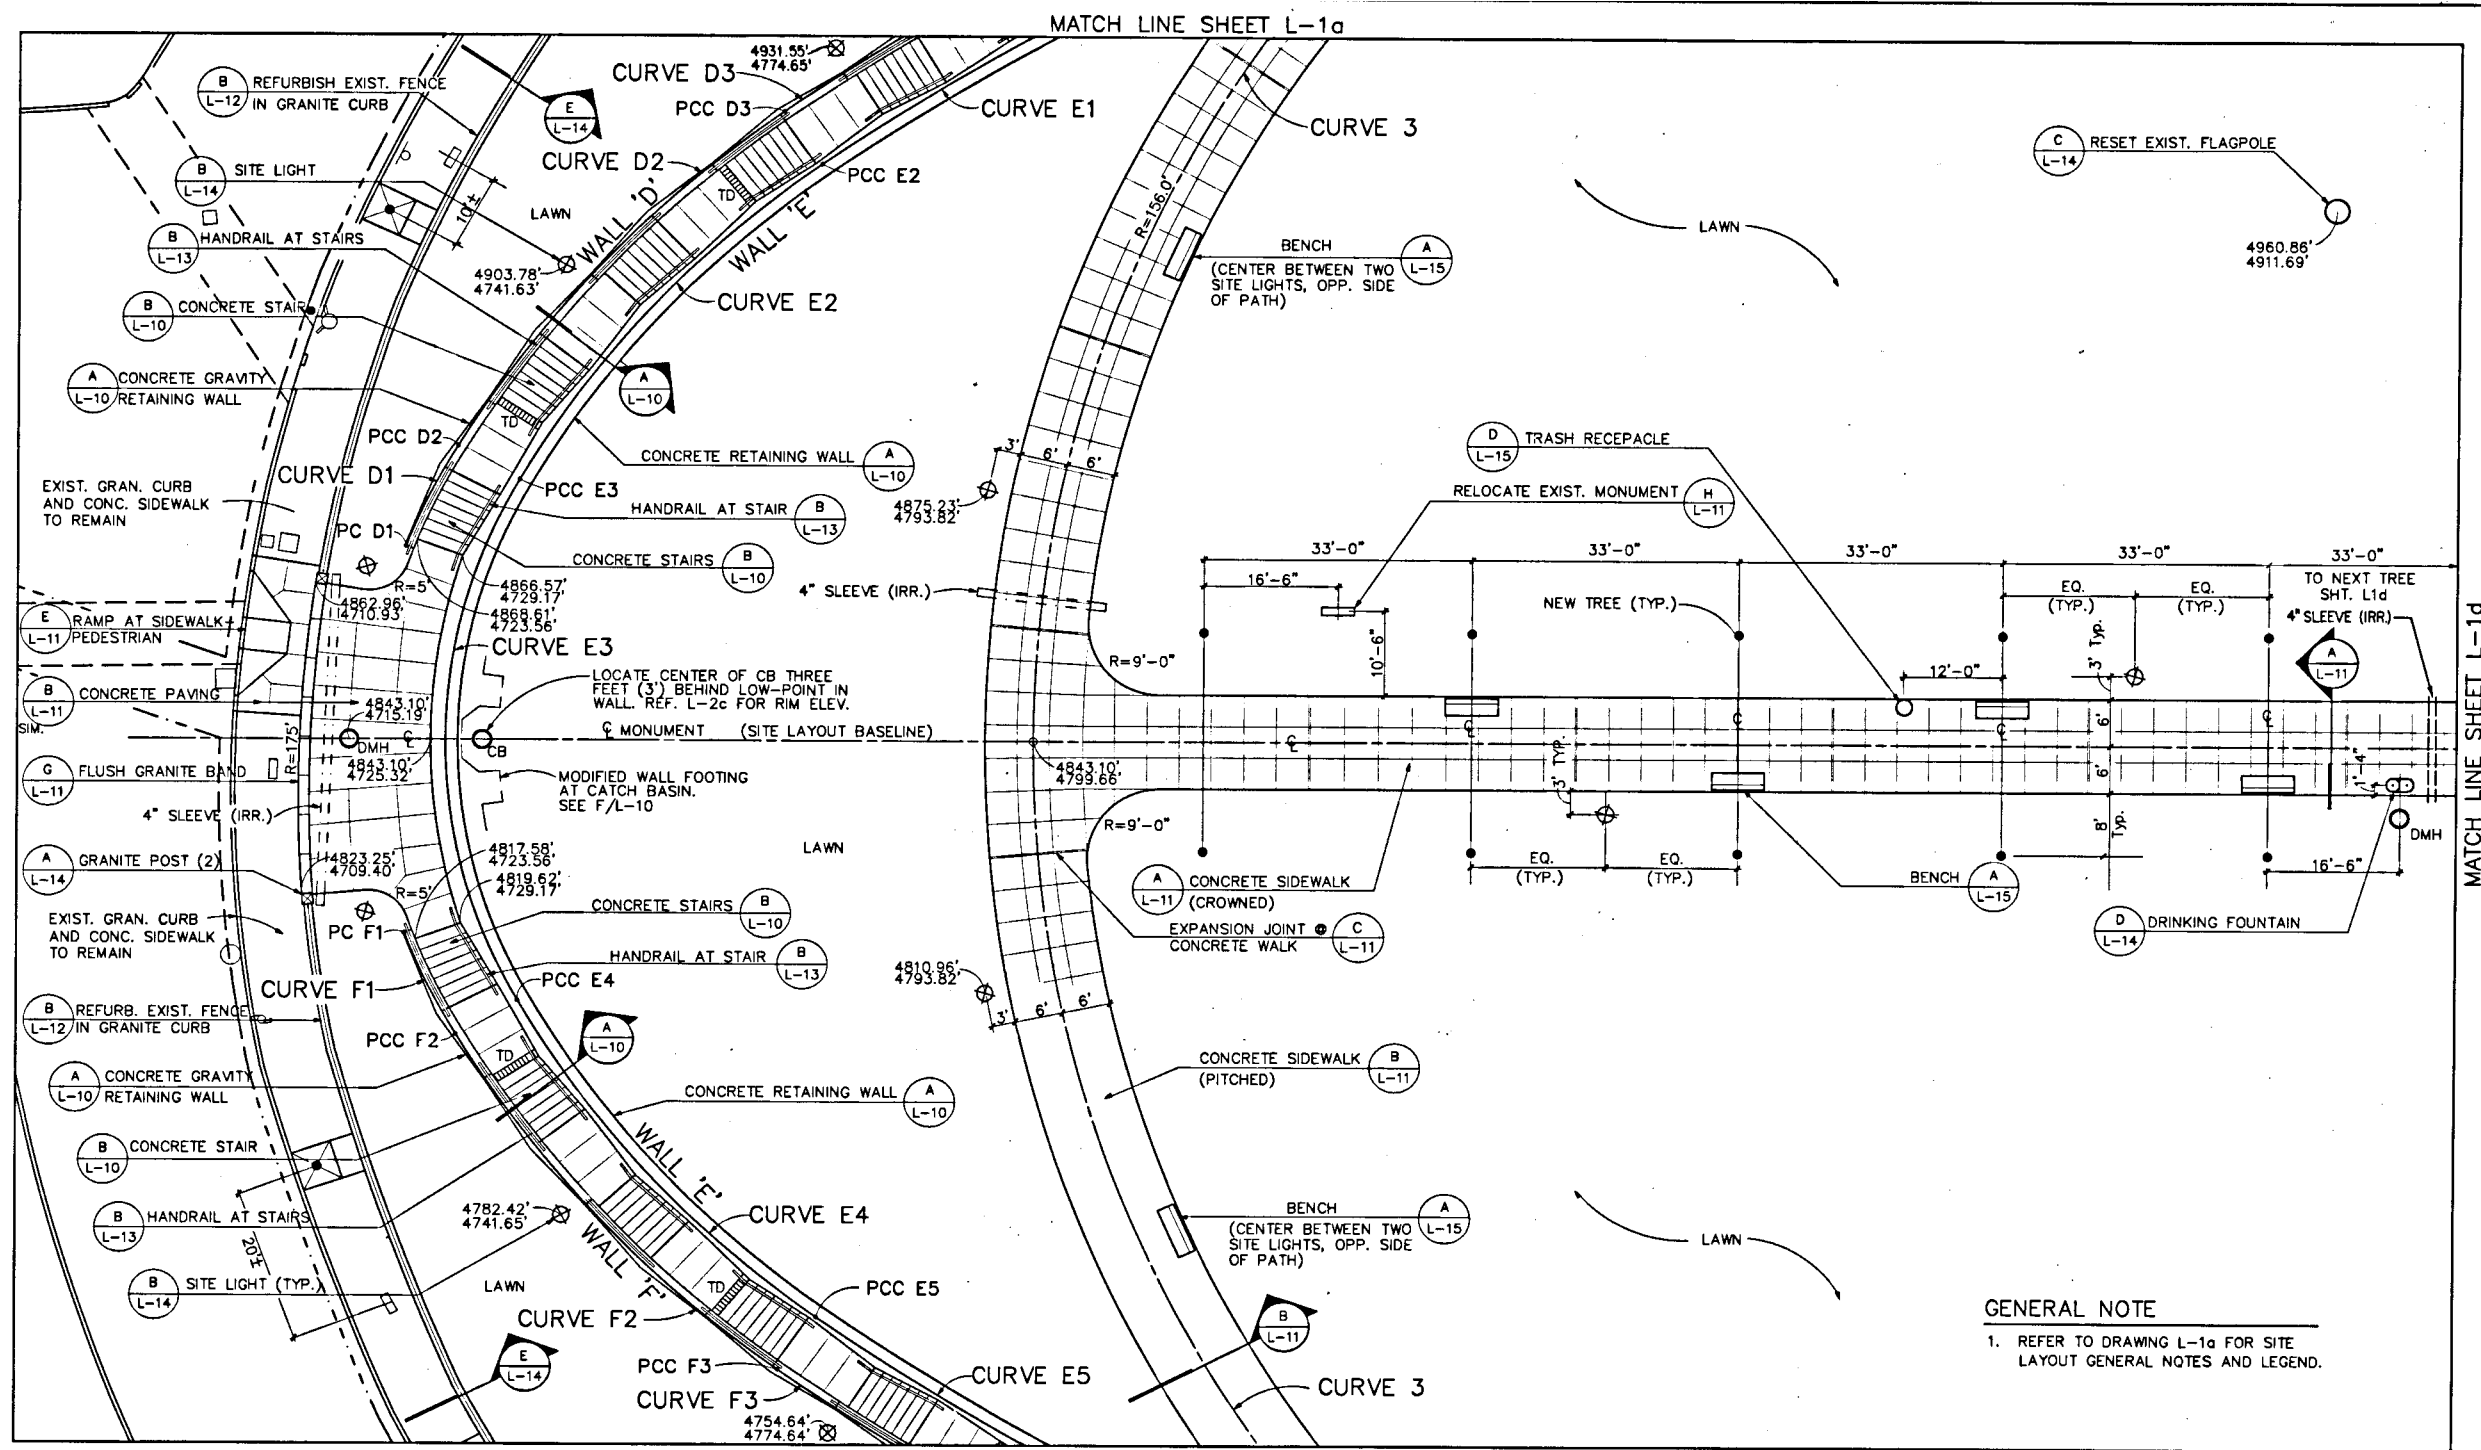 MATCH LINE SHEET L-1a
B
L-12
REFURBISH EXIST. FENCE
IN GRANITE CURB
E
L-14
4931.55'
4774.65'
CURVE D3
PCC D3
CURVE E1
CURVE 3
C
L-14
RESET EXIST. FLAGPOLE
4960.86'
4911.69'
B
L-14
SITE LIGHT
10'±
LAWN
CURVE D2
WALL 'D'
TD
PCC E2
WALL 'E'
R=156.0'
LAWN
B
L-13
HANDRAIL AT STAIRS
4903.78'
4741.63'
CURVE E2
BENCH
(CENTER BETWEEN TWO
SITE LIGHTS, OPP. SIDE
OF PATH)
A
L-15
B
L-10
CONCRETE STAIR
A
L-10
CONCRETE GRAVITY
RETAINING WALL
A
L-10
TD
PCC D2
CURVE D1
CONCRETE RETAINING WALL
A
L-10
PCC E3
EXIST. GRAN. CURB
AND CONC. SIDEWALK
TO REMAIN
HANDRAIL AT STAIR
B
L-13
PC D1
CONCRETE STAIRS
B
L-10
3'
6'
6'
4875.23'
4793.82'
D
L-15
TRASH RECEPACLE
RELOCATE EXIST. MONUMENT
H
L-11
33'-0"
33'-0"
33'-0"
33'-0"
33'-0"
TO NEXT TREE
SHT. L1d
4" SLEEVE (IRR.)
16'-6"
10'-6"
NEW TREE (TYP.)
EQ.
(TYP.)
EQ.
(TYP.)
3' Typ.
12'-0"
A
L-11
R=5'
4866.57'
4729.17'
4868.61'
4723.56'
4862.96'
4710.93'
4" SLEEVE (IRR.)
E
L-11
RAMP AT SIDEWALK
PEDESTRIAN
CURVE E3
R=9'-0"
LOCATE CENTER OF CB THREE
FEET (3') BEHIND LOW-POINT IN
WALL. REF. L-2c FOR RIM ELEV.
B
L-11
CONCRETE PAVING
SIM.
4843.10'
4715.19'
DMH
℄
CB
℄ MONUMENT (SITE LAYOUT BASELINE)
4843.10'
4725.32'
4843.10'
4799.66'
℄
℄
℄
℄
℄
6'
6'
1'-4"
3' TYP.
8'
Typ.
DMH
R=175'
G
L-11
FLUSH GRANITE BAND
MODIFIED WALL FOOTING
AT CATCH BASIN.
SEE F/L-10
4" SLEEVE (IRR.)
R=9'-0"
LAWN
A
L-14
GRANITE POST (2)
4823.25'
4709.40'
R=5'
4817.58'
4723.56'
4819.62'
4729.17'
A
L-11
CONCRETE SIDEWALK
(CROWNED)
EQ.
(TYP.)
EQ.
(TYP.)
BENCH
A
L-15
16'-6"
D
L-14
DRINKING FOUNTAIN
EXPANSION JOINT @
CONCRETE WALK
C
L-11
EXIST. GRAN. CURB
AND CONC. SIDEWALK
TO REMAIN
PC F1
CONCRETE STAIRS
B
L-10
HANDRAIL AT STAIR
B
L-13
CURVE F1
PCC E4
4810.96'
4793.82'
3'
6'
6'
B
L-12
REFURB. EXIST. FENCE
IN GRANITE CURB
PCC F2
TD
A
L-10
A
L-10
CONCRETE GRAVITY
RETAINING WALL
CONCRETE RETAINING WALL
A
L-10
CONCRETE SIDEWALK
(PITCHED)
B
L-11
B
L-10
CONCRETE STAIR
WALL 'E'
B
L-13
HANDRAIL AT STAIRS
20'±
4782.42'
4741.65'
CURVE E4
BENCH
(CENTER BETWEEN TWO
SITE LIGHTS, OPP. SIDE
OF PATH)
A
L-15
LAWN
WALL 'F'
B
L-14
SITE LIGHT (TYP.)
LAWN
TD
PCC E5
CURVE F2
E
L-14
PCC F3
CURVE F3
4754.64'
4774.64'
CURVE E5
B
L-11
CURVE 3
GENERAL NOTE
1. REFER TO DRAWING L-1a FOR SITE
LAYOUT GENERAL NOTES AND LEGEND.
MATCH LINE SHEET L-1d